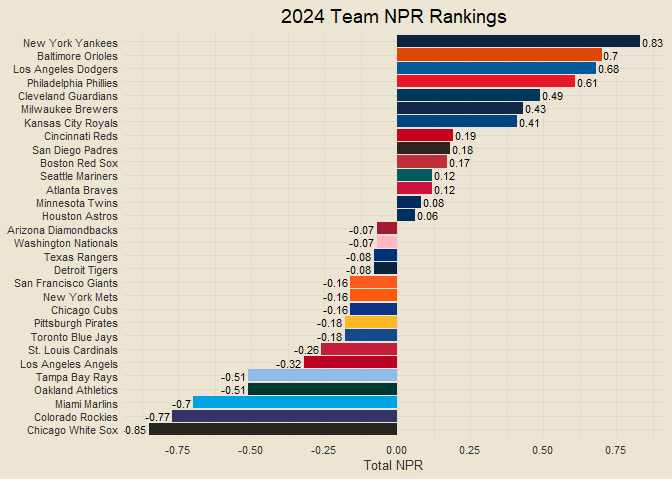 2024 Team NPR Rankings
New York Yankees 0.83
Baltimore Orioles 0.7
Los Angeles Dodgers 0.68
Philadelphia Phillies 0.61
Cleveland Guardians 0.49
Milwaukee Brewers 0.43
Kansas City Royals 0.41
Cincinnati Reds 0.19
San Diego Padres 0.18
Boston Red Sox 0.17
Seattle Mariners 0.12
Atlanta Braves 0.12
Minnesota Twins 0.08
Houston Astros 0.06
Arizona Diamondbacks -0.07
Washington Nationals -0.07
Texas Rangers -0.08
Detroit Tigers -0.08
San Francisco Giants -0.16
New York Mets -0.16
Chicago Cubs -0.16
Pittsburgh Pirates -0.18
Toronto Blue Jays -0.18
St. Louis Cardinals -0.26
Los Angeles Angels -0.32
Tampa Bay Rays -0.51
Oakland Athletics -0.51
Miami Marlins -0.7
Colorado Rockies -0.77
Chicago White Sox -0.85
-0.75 -0.50 -0.25 0.00 0.25 0.50 0.75
Total NPR